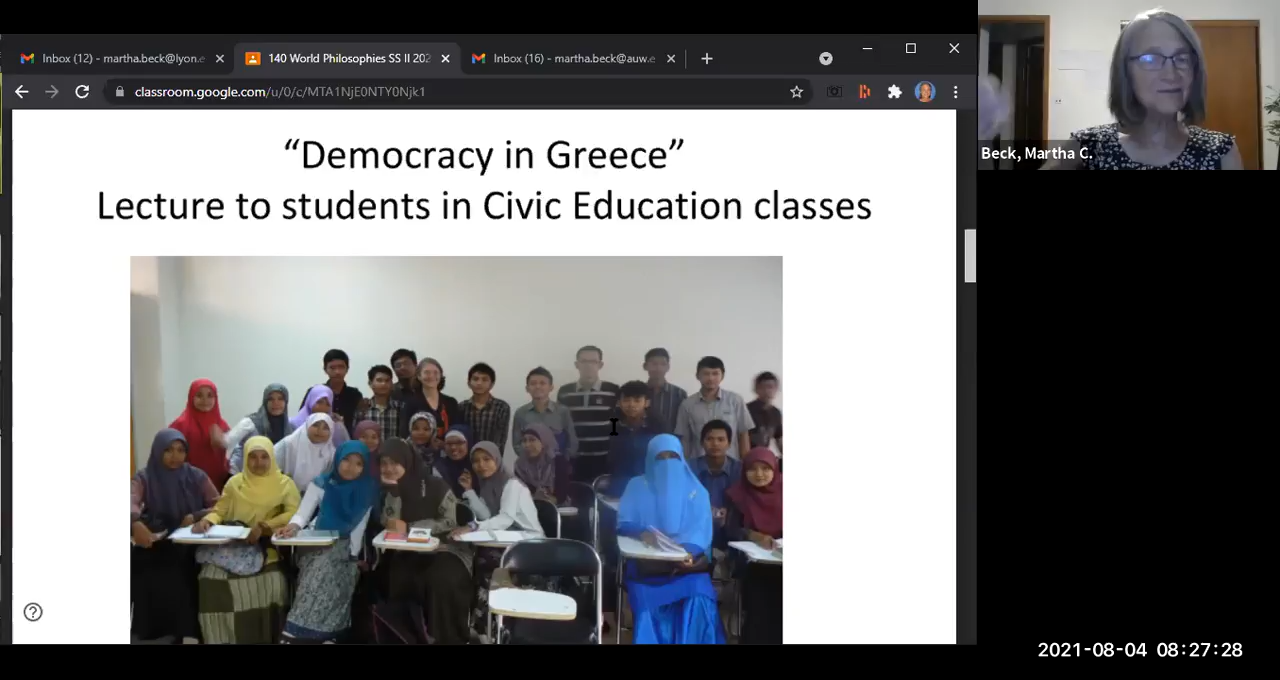 Inbox (12) - martha.beck@lyon.e
140 World Philosophies SS II 202
Inbox (16) - martha.beck@auw.e
classroom.google.com/u/0/c/MTA1NjE0NTY0Njk1
Beck, Martha C.
“Democracy in Greece”
Lecture to students in Civic Education classes
2021-08-04 08:27:28